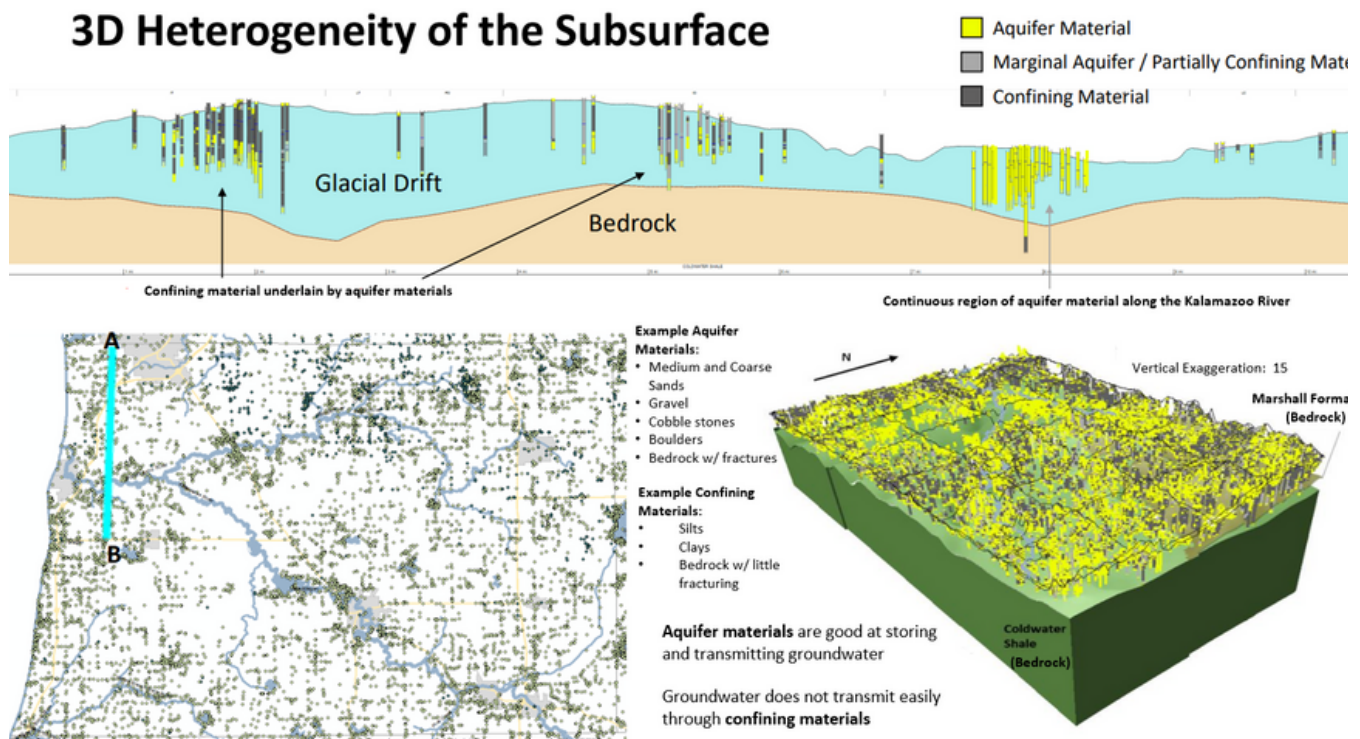 3D Heterogeneity of the Subsurface
Aquifer Material
Marginal Aquifer / Partially Confining Mate
Confining Material
Glacial Drift
Bedrock
COLDWATER SHALE
Confining material underlain by aquifer materials
Continuous region of aquifer material along the Kalamazoo River
A
B
Example Aquifer
Materials:
• Medium and Coarse
Sands
• Gravel
• Cobble stones
• Boulders
• Bedrock w/ fractures
Example Confining
Materials:
• Silts
• Clays
• Bedrock w/ little
fracturing
Aquifer materials are good at storing
and transmitting groundwater
Groundwater does not transmit easily
through confining materials
N
Vertical Exaggeration: 15
Marshall Forma
(Bedrock)
Coldwater
Shale
(Bedrock)